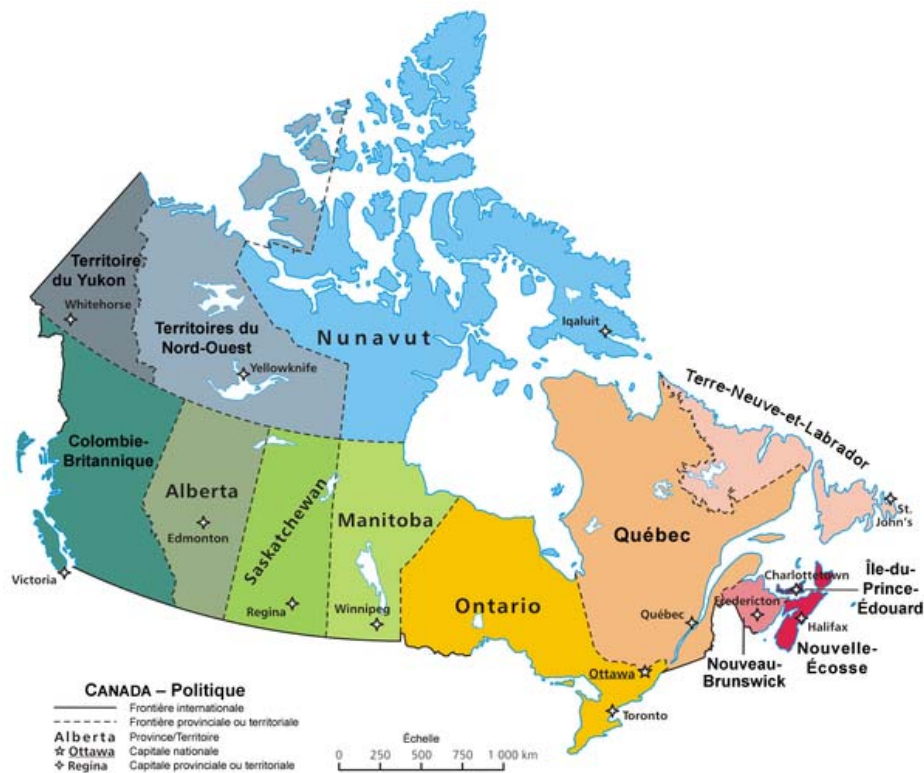 Territoire
du Yukon
Whitehorse
Territoires du
Nord-Ouest
Yellowknife
Nunavut
Iqaluit
Terre-Neuve-et-Labrador
Colombie-
Britannique
Alberta
Edmonton
Saskatchewan
Regina
Manitoba
Winnipeg
Victoria
Ontario
Ottawa
Toronto
Québec
Québec
St.
John's
Charlottetown
Île-du-
Prince-
Édouard
Fredericton
Halifax
Nouvelle-
Écosse
Nouveau-
Brunswick
CANADA – Politique
Frontière internationale
Frontière provinciale ou territoriale
Alberta Province/Territoire
Ottawa Capitale nationale
Regina Capitale provinciale ou territoriale
Échelle
0 250 500 750 1 000 km